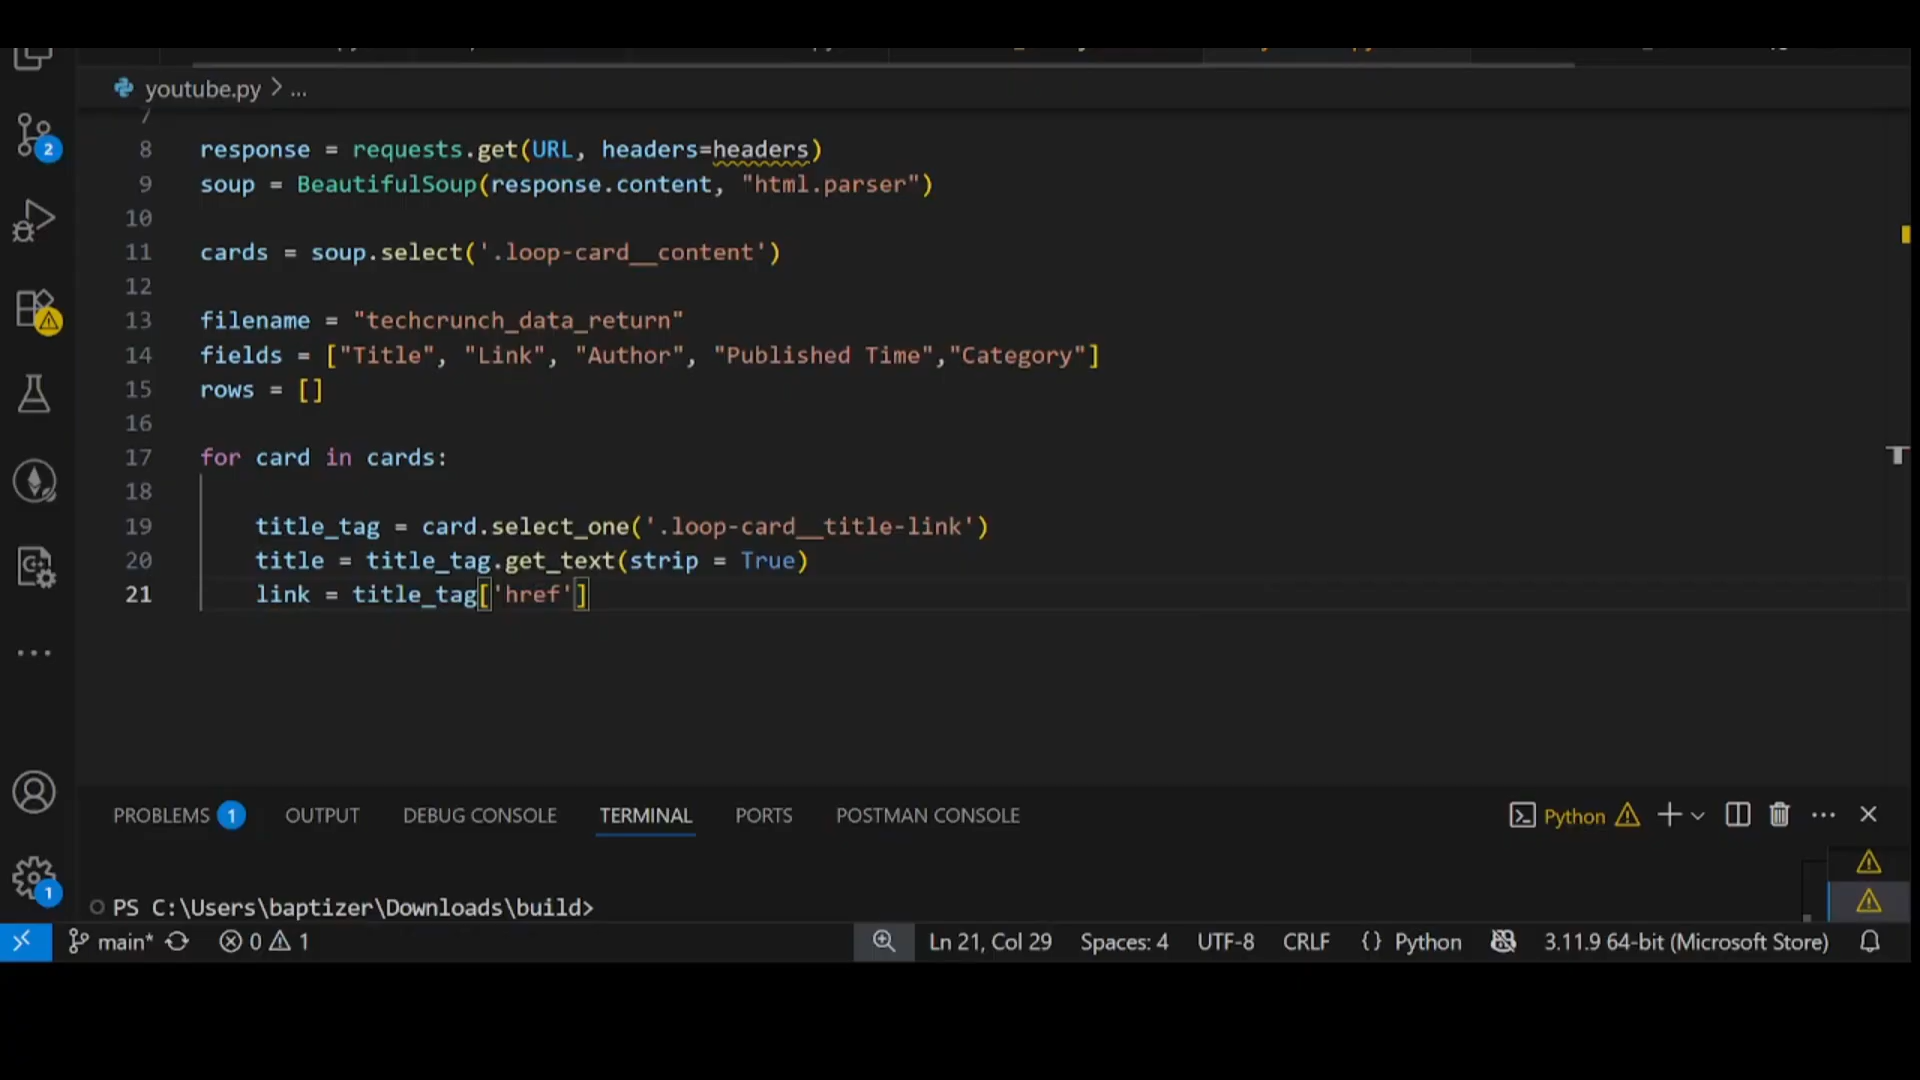 youtube.py > ...
7
8 response = requests.get(URL, headers=headers)
9 soup = BeautifulSoup(response.content, "html.parser")
10
11 cards = soup.select('.loop-card__content')
12
13 filename = "techcrunch_data_return"
14 fields = ["Title", "Link", "Author", "Published Time","Category"]
15 rows = []
16
17 for card in cards:
18
19 title_tag = card.select_one('.loop-card__title-link')
20 title = title_tag.get_text(strip = True)
21 link = title_tag['href']
2
1
PROBLEMS 1 OUTPUT DEBUG CONSOLE TERMINAL PORTS POSTMAN CONSOLE Python
PS C:\Users\baptizer\Downloads\build>
main* 0 1 Ln 21, Col 29 Spaces: 4 UTF-8 CRLF {} Python 3.11.9 64-bit (Microsoft Store)